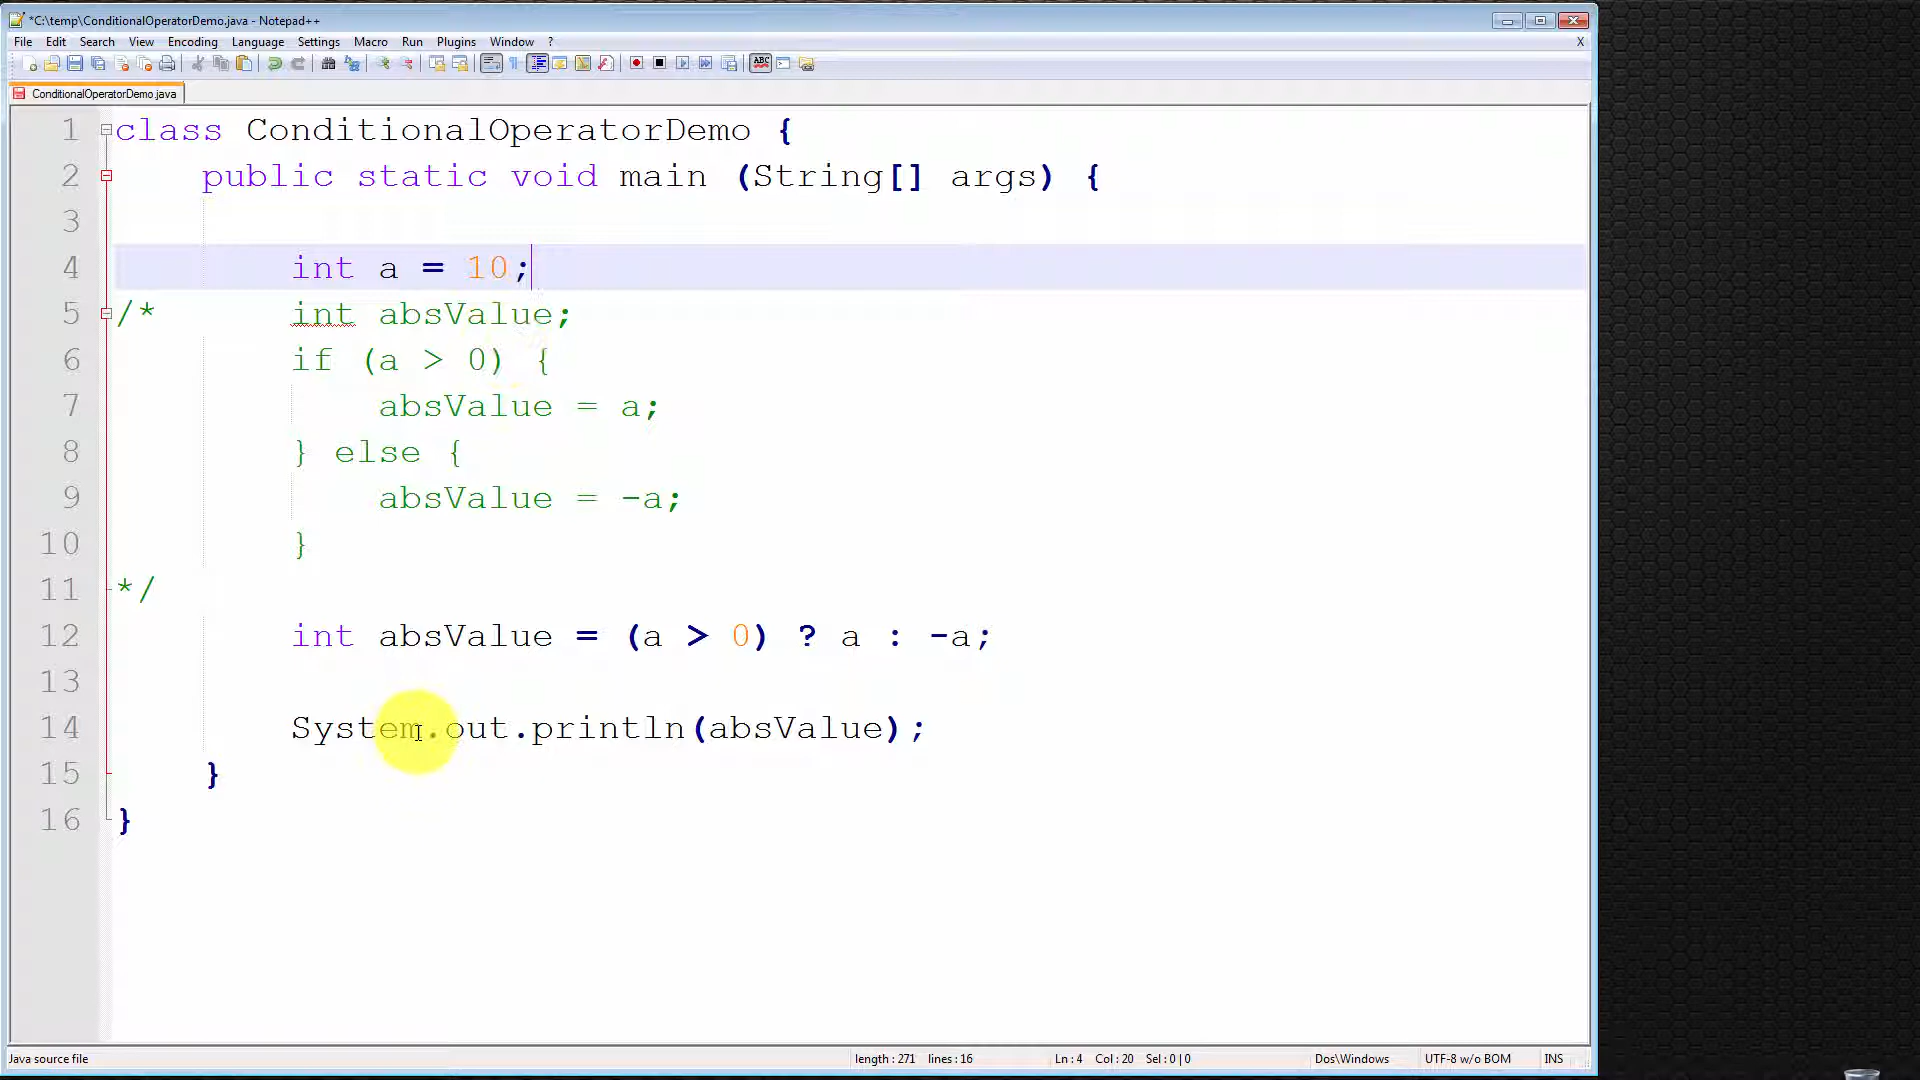 *C:\temp\ConditionalOperatorDemo.java - Notepad++
File Edit Search View Encoding Language Settings Macro Run Plugins Window ? X
ABC
ConditionalOperatorDemo.java
1 class ConditionalOperatorDemo {
2 public static void main (String[] args) {
3
4 int a = 10;
5 /* int absValue;
6 if (a > 0) {
7 absValue = a;
8 } else {
9 absValue = -a;
10 }
11 */
12 int absValue = (a > 0) ? a : -a;
13
14 System.out.println(absValue);
15 }
16 }
Java source file length : 271 lines : 16 Ln : 4 Col : 20 Sel : 0 | 0 Dos\Windows UTF-8 w/o BOM INS